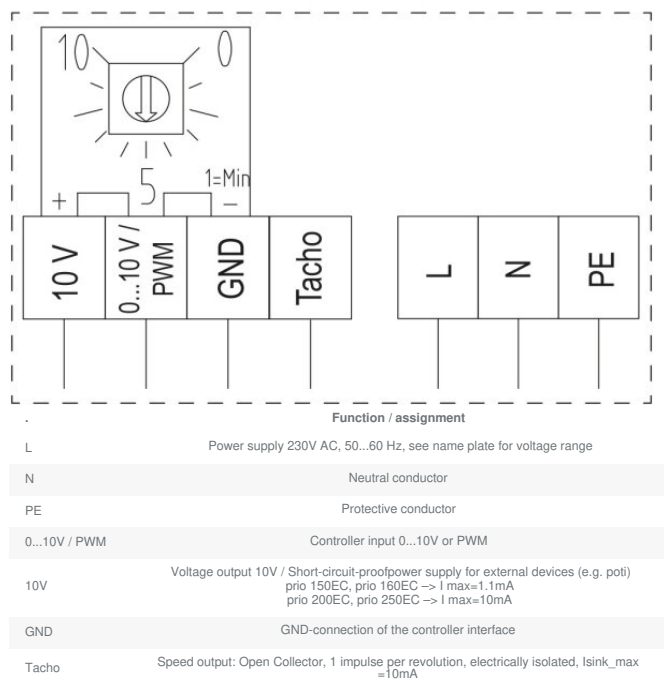 10 0
5 1=Min
+ −
10 V
0...10 V /
PWM
GND
Tacho
L
N
PE
. Function / assignment
L Power supply 230V AC, 50...60 Hz, see name plate for voltage range
N Neutral conductor
PE Protective conductor
0...10V / PWM Controller input 0...10V or PWM
10V Voltage output 10V / Short-circuit-proofpower supply for external devices (e.g. poti)
prio 150EC, prio 160EC –> I max=1.1mA
prio 200EC, prio 250EC –> I max=10mA
GND GND-connection of the controller interface
Tacho Speed output: Open Collector, 1 impulse per revolution, electrically isolated, Isink_max
=10mA